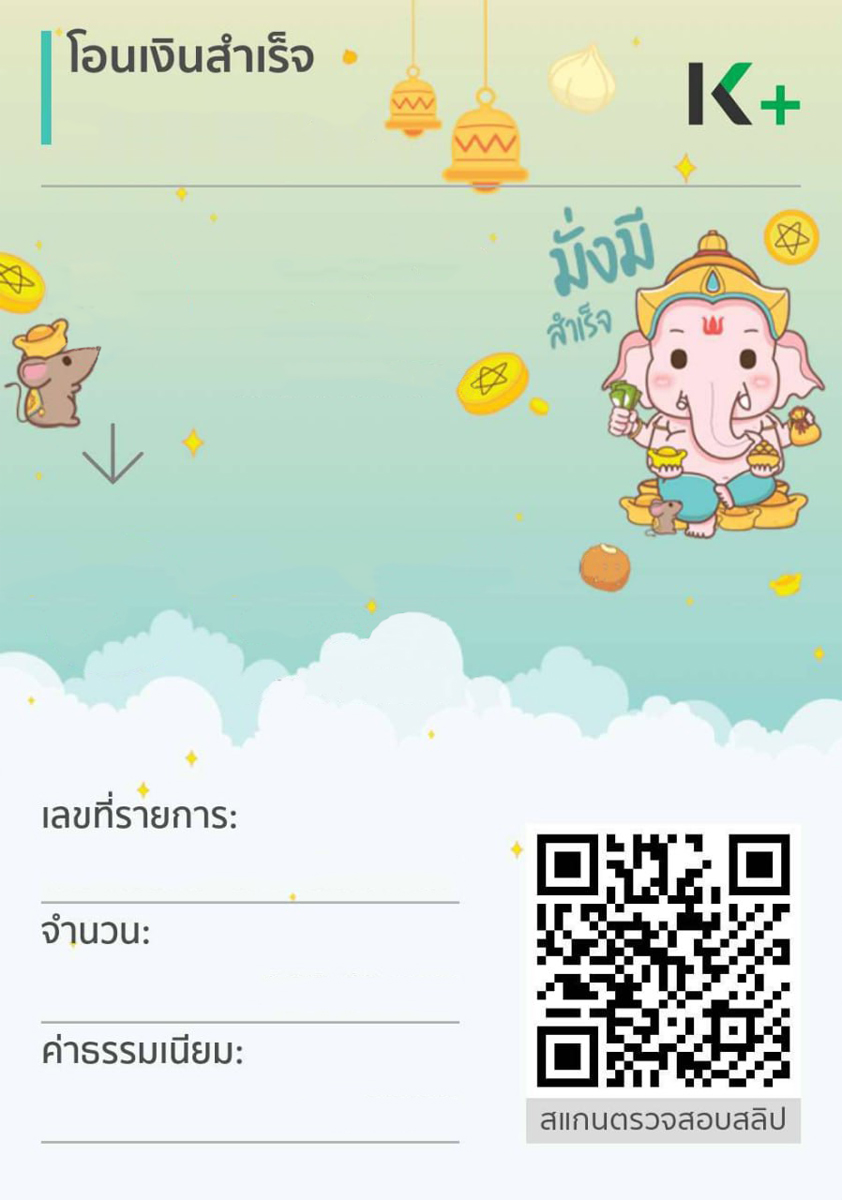 โอนเงินสำเร็จ
K+
มั่งมี
สำเร็จ
เลขที่รายการ:
จำนวน:
ค่าธรรมเนียม:
สแกนตรวจสอบสลิป